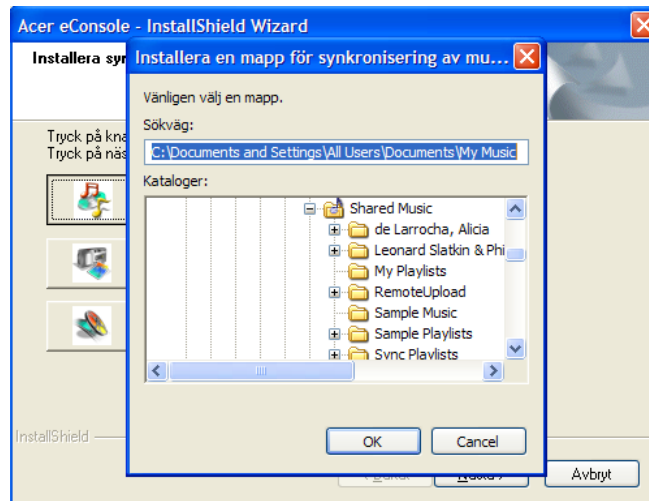 Acer eConsole - InstallShield Wizard
Installera syn
Installera en mapp för synkronisering av mu...
Vänligen välj en mapp.
Sökväg:
C:\Documents and Settings\All Users\Documents\My Music
Tryck på kna
Tryck på näs
Kataloger:
Shared Music
de Larrocha, Alicia
Leonard Slatkin & Phi
My Playlists
RemoteUpload
Sample Music
Sample Playlists
Sync Playlists
InstallShield
OK
Cancel
Avbryt